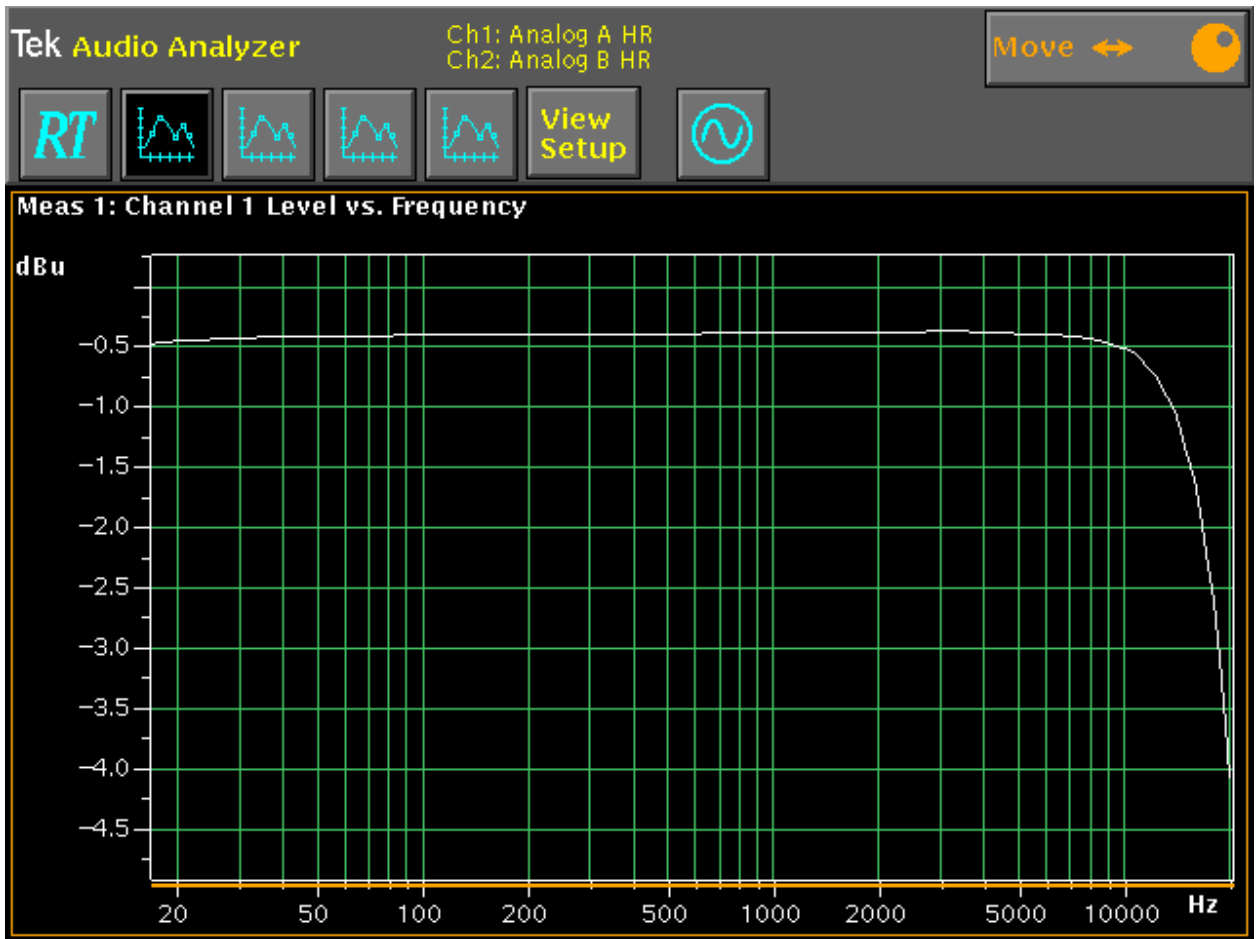 Tek Audio Analyzer
Ch1: Analog A HR
Ch2: Analog B HR
Move
RT
View
Setup
Meas 1: Channel 1 Level vs. Frequency
dBu
−0.5
−1.0
−1.5
−2.0
−2.5
−3.0
−3.5
−4.0
−4.5
20 50 100 200 500 1000 2000 5000 10000 Hz